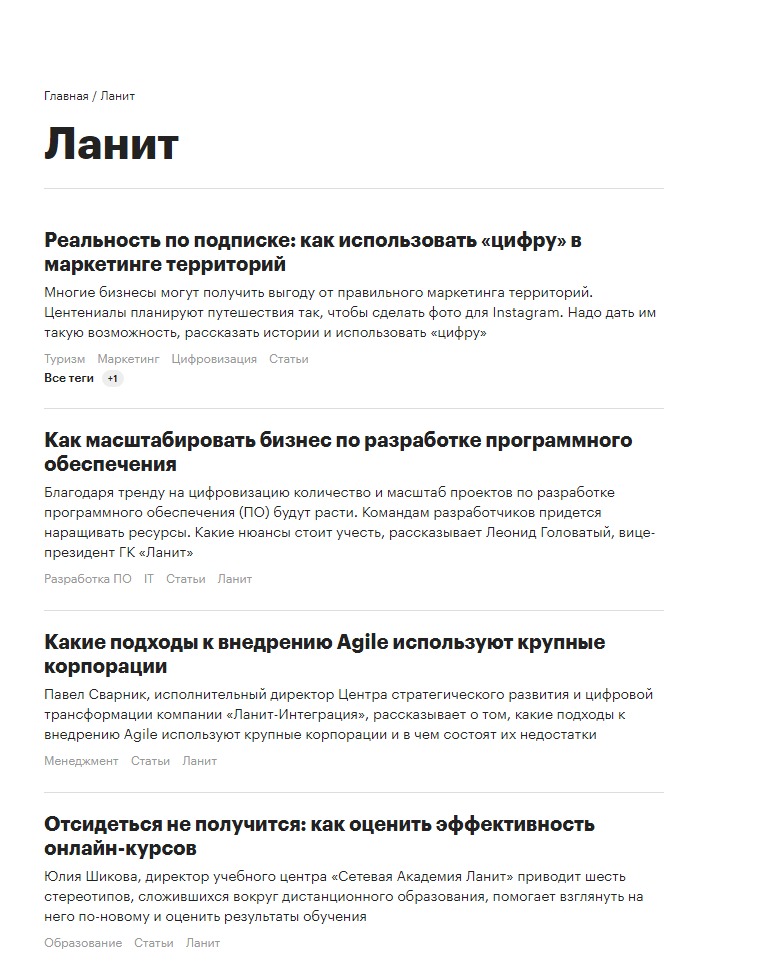 Главная / Ланит
Ланит
Реальность по подписке: как использовать «цифру» в
маркетинге территорий
Многие бизнесы могут получить выгоду от правильного маркетинга территорий.
Центениалы планируют путешествия так, чтобы сделать фото для Instagram. Надо дать им
такую возможность, рассказать истории и использовать «цифру»
Туризм Маркетинг Цифровизация Статьи
Все теги +1
Как масштабировать бизнес по разработке программного
обеспечения
Благодаря тренду на цифровизацию количество и масштаб проектов по разработке
программного обеспечения (ПО) будут расти. Командам разработчиков придется
наращивать ресурсы. Какие нюансы стоит учесть, рассказывает Леонид Головатый, вице-
президент ГК «Ланит»
Разработка ПО IT Статьи Ланит
Какие подходы к внедрению Agile используют крупные
корпорации
Павел Сварник, исполнительный директор Центра стратегического развития и цифровой
трансформации компании «Ланит-Интеграция», рассказывает о том, какие подходы к
внедрению Agile используют крупные корпорации и в чем состоят их недостатки
Менеджмент Статьи Ланит
Отсидеться не получится: как оценить эффективность
онлайн-курсов
Юлия Шикова, директор учебного центра «Сетевая Академия Ланит» приводит шесть
стереотипов, сложившихся вокруг дистанционного образования, помогает взглянуть на
него по-новому и оценить результаты обучения
Образование Статьи Ланит